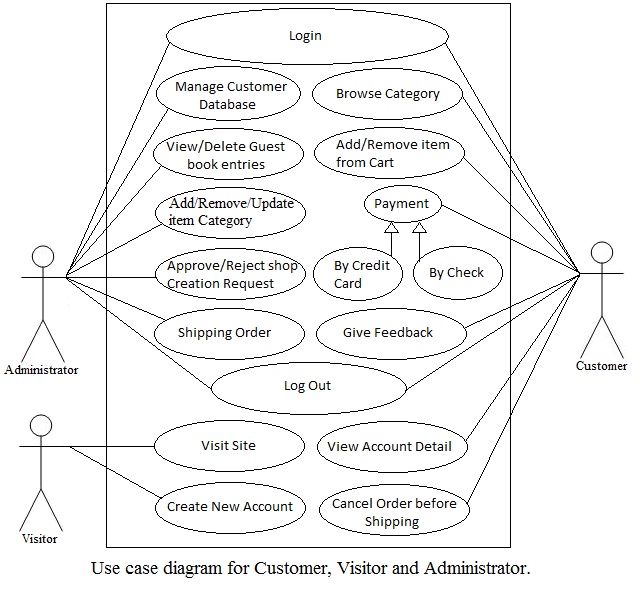 Login
Manage Customer
Database
Browse Category
View/Delete Guest
book entries
Add/Remove item
from Cart
Add/Remove/Update
item Category
Payment
Approve/Reject shop
Creation Request
By Credit
Card
By Check
Shipping Order
Give Feedback
Administrator
Customer
Log Out
Visit Site
View Account Detail
Create New Account
Cancel Order before
Shipping
Visitor
Use case diagram for Customer, Visitor and Administrator.